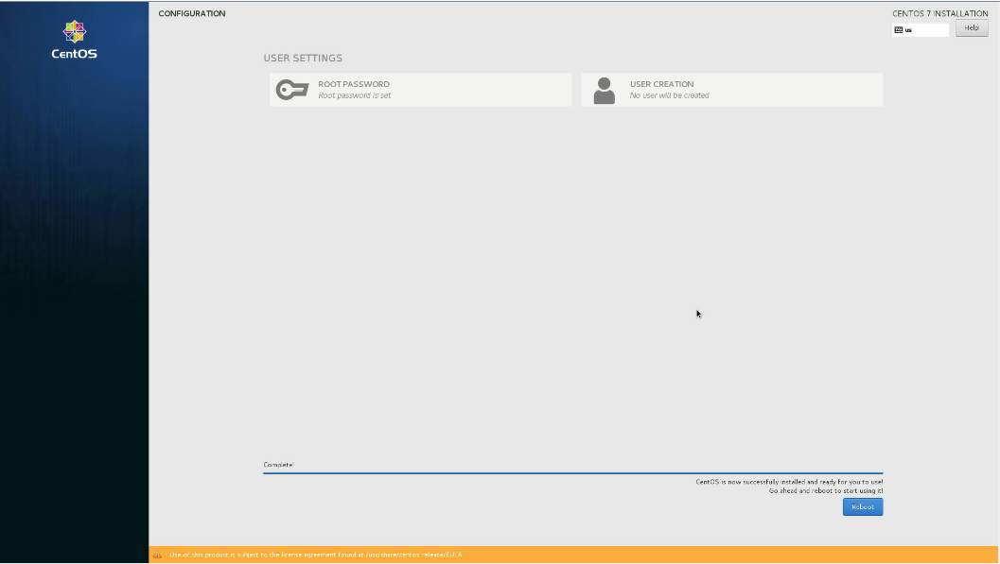 CentOS
CONFIGURATION
CENTOS 7 INSTALLATION
us
Help!
USER SETTINGS
ROOT PASSWORD
Root password is set
USER CREATION
No user will be created
Complete!
CentOS is now successfully installed and ready for you to use!
Go ahead and reboot to start using it!
Reboot
Use of this product is subject to the license agreement found at /usr/share/centos-release/EULA